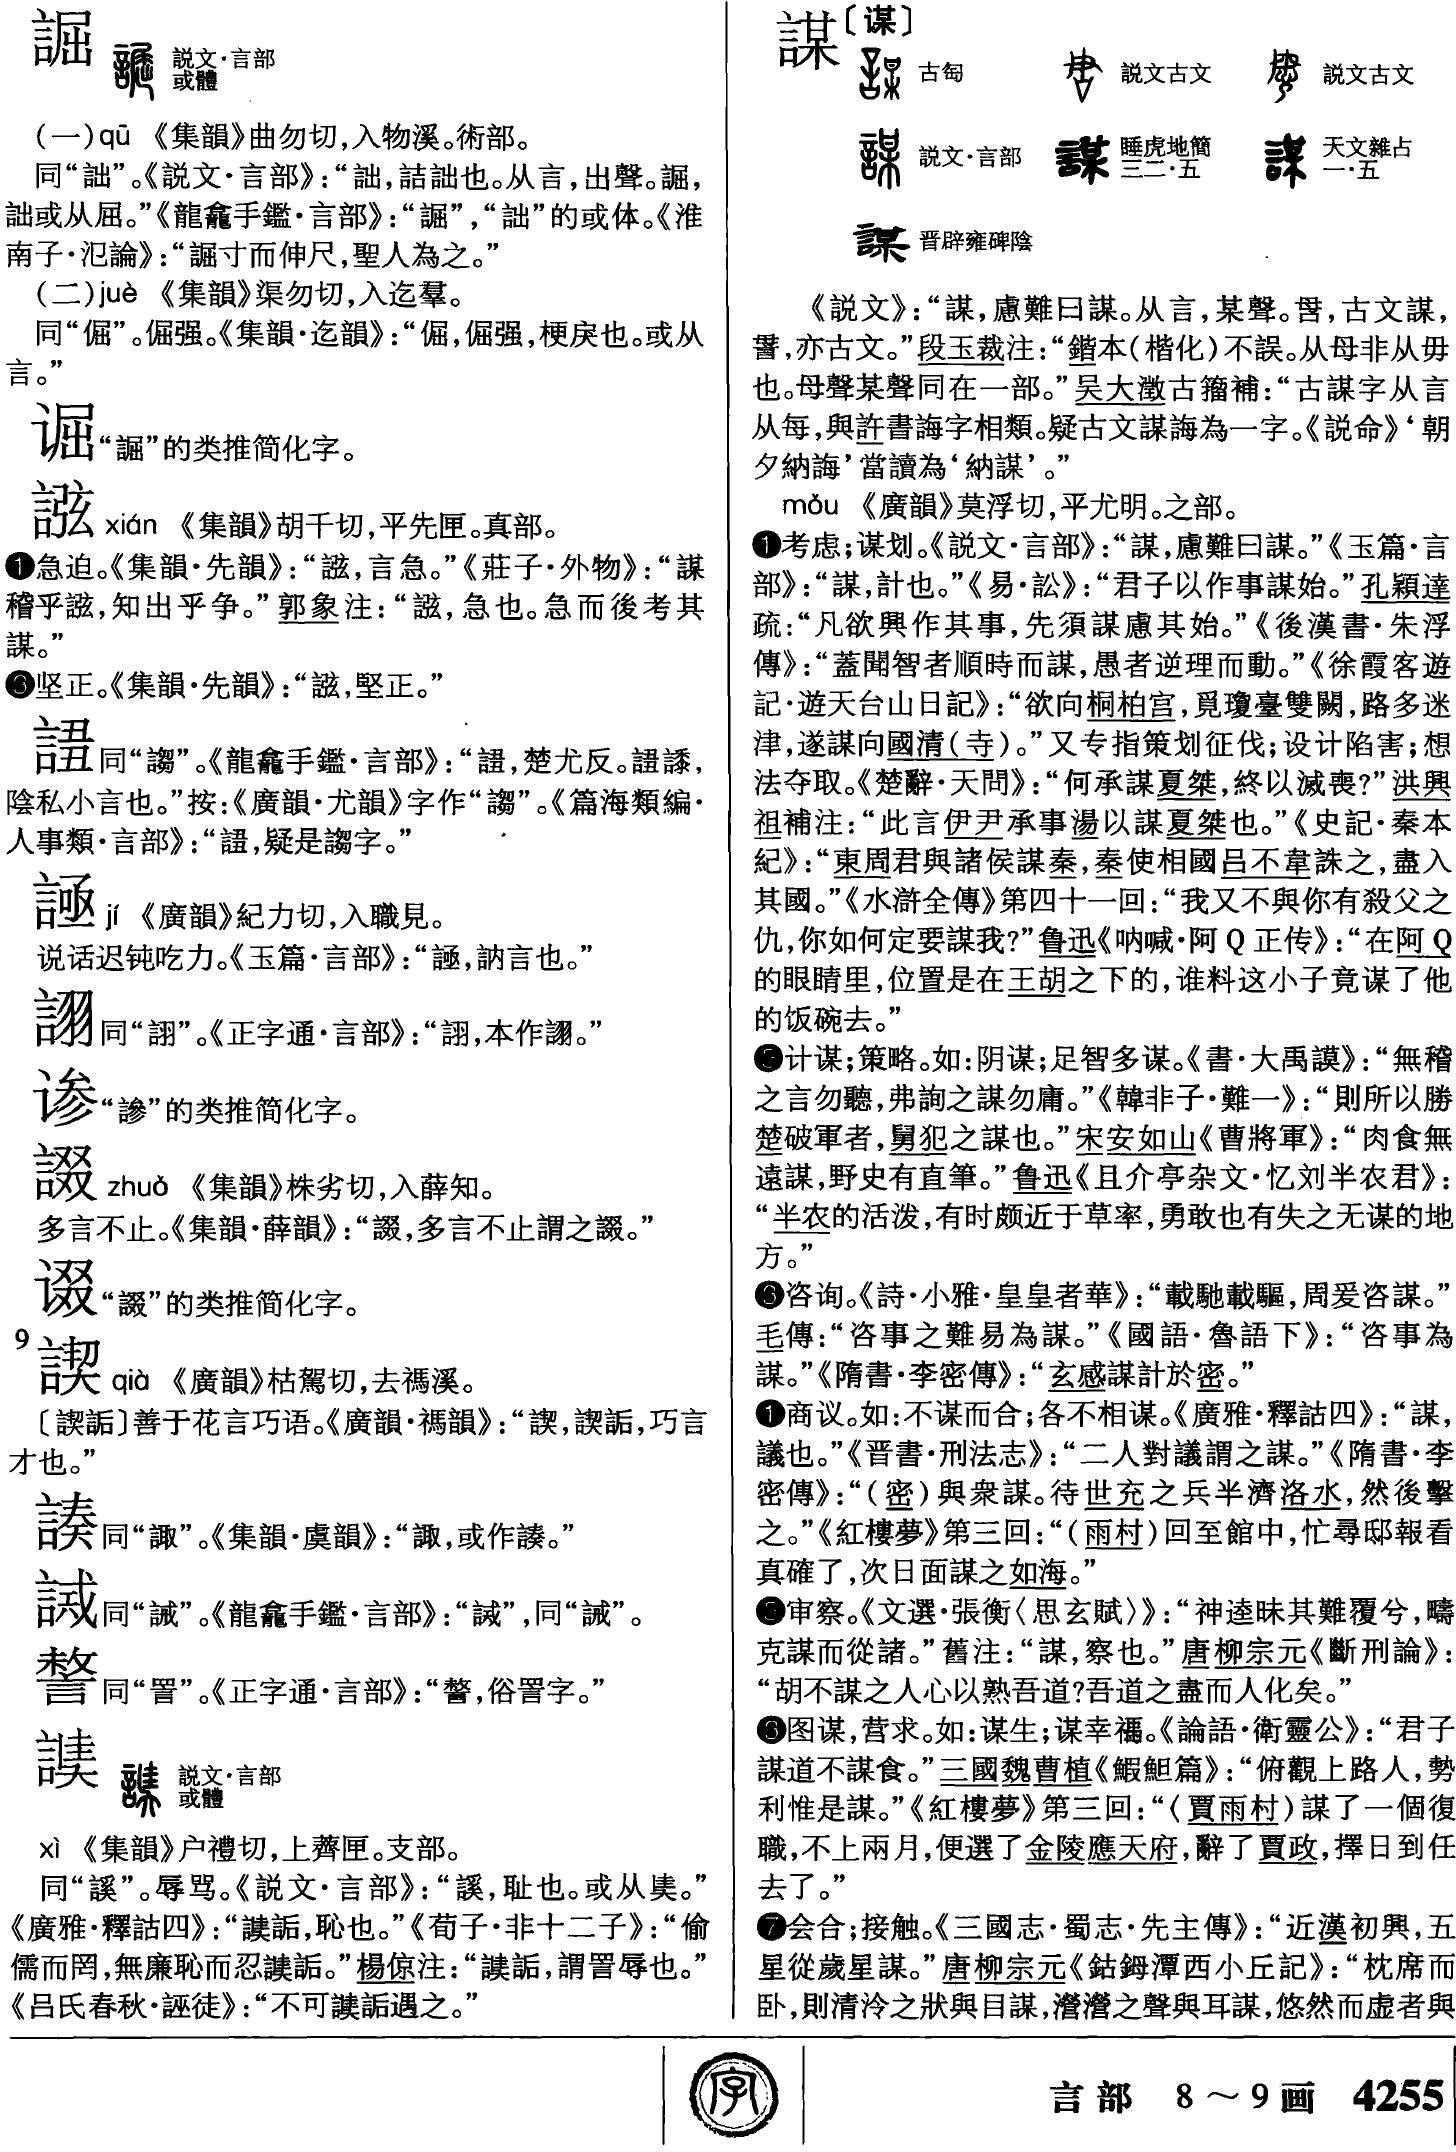 誳
説文·言部
或體
(一)qū 《集韻》曲勿切,入物溪。術部。
同“詘”。《説文·言部》:“詘,詰詘也。从言,出聲。誳,
詘或从屈。”《龍龕手鑑·言部》:“誳”,“詘”的或体。《淮
南子·氾論》:“誳寸而伸尺,聖人為之。”
(二)juè 《集韻》渠勿切,入迄羣。
同“倔”。倔强。《集韻·迄韻》:“倔,倔强,梗戾也。或从
言。”
“誳”的类推简化字。
誸 xián 《集韻》胡千切,平先匣。真部。
❶急迫。《集韻·先韻》:“誸,言急。”《莊子·外物》:“謀
稽乎誸,知出乎争。”郭象注:“誸,急也。急而後考其
謀。”
❸坚正。《集韻·先韻》:“誸,堅正。”
同“謅”。《龍龕手鑑·言部》:“,楚尤反。,
陰私小言也。”按:《廣韻·尤韻》字作“謅”。《篇海類編·
人事類·言部》:“,疑是謅字。”
誣 jí 《廣韻》紀力切,入職見。
说话迟钝吃力。《玉篇·言部》:“,訥言也。”
同“詡”。《正字通·言部》:“詡,本作。”
“謲”的类推简化字。
諁 zhuó 《集韻》株劣切,入薛知。
多言不止。《集韻·薛韻》:“諁,多言不止謂之諁。”
“諁”的类推简化字。
9
qià 《廣韻》枯駕切,去禡溪。
〔詬〕善于花言巧语。《廣韻·禡韻》:“,詬,巧言
才也。”
同“諏”。《集韻·虞韻》:“諏,或作。”
同“誡”。《龍龕手鑑·言部》:“”,同“誡”。
同“詈”。《正字通·言部》:“,俗詈字。”
謑
説文·言部
或體
xì 《集韻》户禮切,上薺匣。支部。
同“謑”。辱骂。《説文·言部》:“謑,耻也。或从。”
《廣雅·釋詁四》:“詬,恥也。”《荀子·非十二子》:“偷
儒而罔,無廉恥而忍詬。”楊倞注:“詬,謂詈辱也。”
《吕氏春秋·誣徒》:“不可詬遇之。”
謀〔谋〕
古匋 説文古文 説文古文
説文·言部 睡虎地簡三二·五 天文雜占一·五
晋辟雍碑陰
《説文》:“謀,慮難曰謀。从言,某聲。,古文謀,
,亦古文。”段玉裁注:“鍇本(楷化)不誤。从母非从毋
也。母聲某聲同在一部。”吴大澂古籀補:“古謀字从言
从每,與許書誨字相類。疑古文謀誨為一字。《説命》‘朝
夕納誨’當讀為‘納謀’。”
móu 《廣韻》莫浮切,平尤明。之部。
❶考虑;谋划。《説文·言部》:“謀,慮難曰謀。”《玉篇·言
部》:“謀,計也。”《易·訟》:“君子以作事謀始。”孔穎達
疏:“凡欲興作其事,先須謀慮其始。”《後漢書·朱浮
傳》:“蓋聞智者順時而謀,愚者逆理而動。”《徐霞客遊
記·遊天台山日記》:“欲向桐柏宫,覓瓊臺雙闕,路多迷
津,遂謀向國清(寺)。”又专指策划征伐;设计陷害;想
法夺取。《楚辭·天問》:“何承謀夏桀,終以滅喪?”洪興
祖補注:“此言伊尹承事湯以謀夏桀也。”《史記·秦本
紀》:“東周君與諸侯謀秦,秦使相國吕不韋誅之,盡入
其國。”《水滸全傳》第四十一回:“我又不與你有殺父之
仇,你如何定要謀我?”鲁迅《呐喊·阿Q正传》:“在阿Q
的眼睛里,位置是在王胡之下的,谁料这小子竟谋了他
的饭碗去。”
❷计谋;策略。如:阴谋;足智多谋。《書·大禹謨》:“無稽
之言勿聽,弗詢之謀勿庸。”《韓非子·難一》:“則所以勝
楚破軍者,舅犯之謀也。”宋安如山《曹將軍》:“肉食無
遠謀,野史有直筆。”鲁迅《且介亭杂文·忆刘半农君》:
“半农的活泼,有时颇近于草率,勇敢也有失之无谋的地
方。”
❸咨询。《詩·小雅·皇皇者華》:“載馳載驅,周爰咨謀。”
毛傳:“咨事之難易為謀。”《國語·魯語下》:“咨事為
謀。”《隋書·李密傳》:“玄感謀計於密。”
❹商议。如:不谋而合;各不相谋。《廣雅·釋詁四》:“謀,
議也。”《晋書·刑法志》:“二人對議謂之謀。”《隋書·李
密傳》:“(密)與衆謀。待世充之兵半濟洛水,然後擊
之。”《紅樓夢》第三回:“(雨村)回至館中,忙尋邸報看
真確了,次日面謀之如海。”
❺审察。《文選·張衡〈思玄賦〉》:“神逵昧其難覆兮,疇
克謀而從諸。”舊注:“謀,察也。”唐柳宗元《斷刑論》:
“胡不謀之人心以熟吾道?吾道之盡而人化矣。”
❻图谋,营求。如:谋生;谋幸福。《論語·衛靈公》:“君子
謀道不謀食。”三國魏曹植《鰕䱇篇》:“俯觀上路人,勢
利惟是謀。”《紅樓夢》第三回:“(賈雨村)謀了一個復
職,不上兩月,便選了金陵應天府,辭了賈政,擇日到任
去了。”
❼会合;接触。《三國志·蜀志·先主傳》:“近漢初興,五
星從歲星謀。”唐柳宗元《鈷鉧潭西小丘記》:“枕席而
卧,則清泠之狀與目謀,瀯瀯之聲與耳謀,悠然而虚者與
字
言部 8～9画 4255